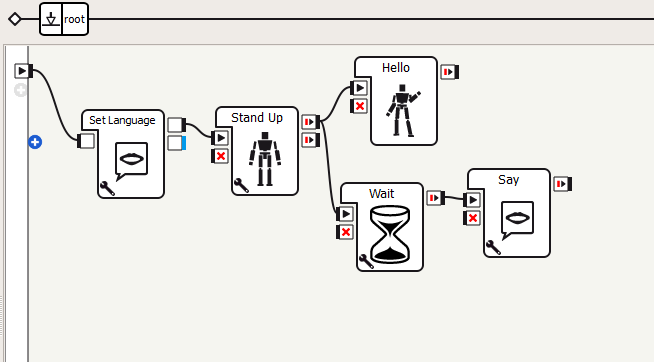 root
Hello
Set Language
Stand Up
Wait
Say